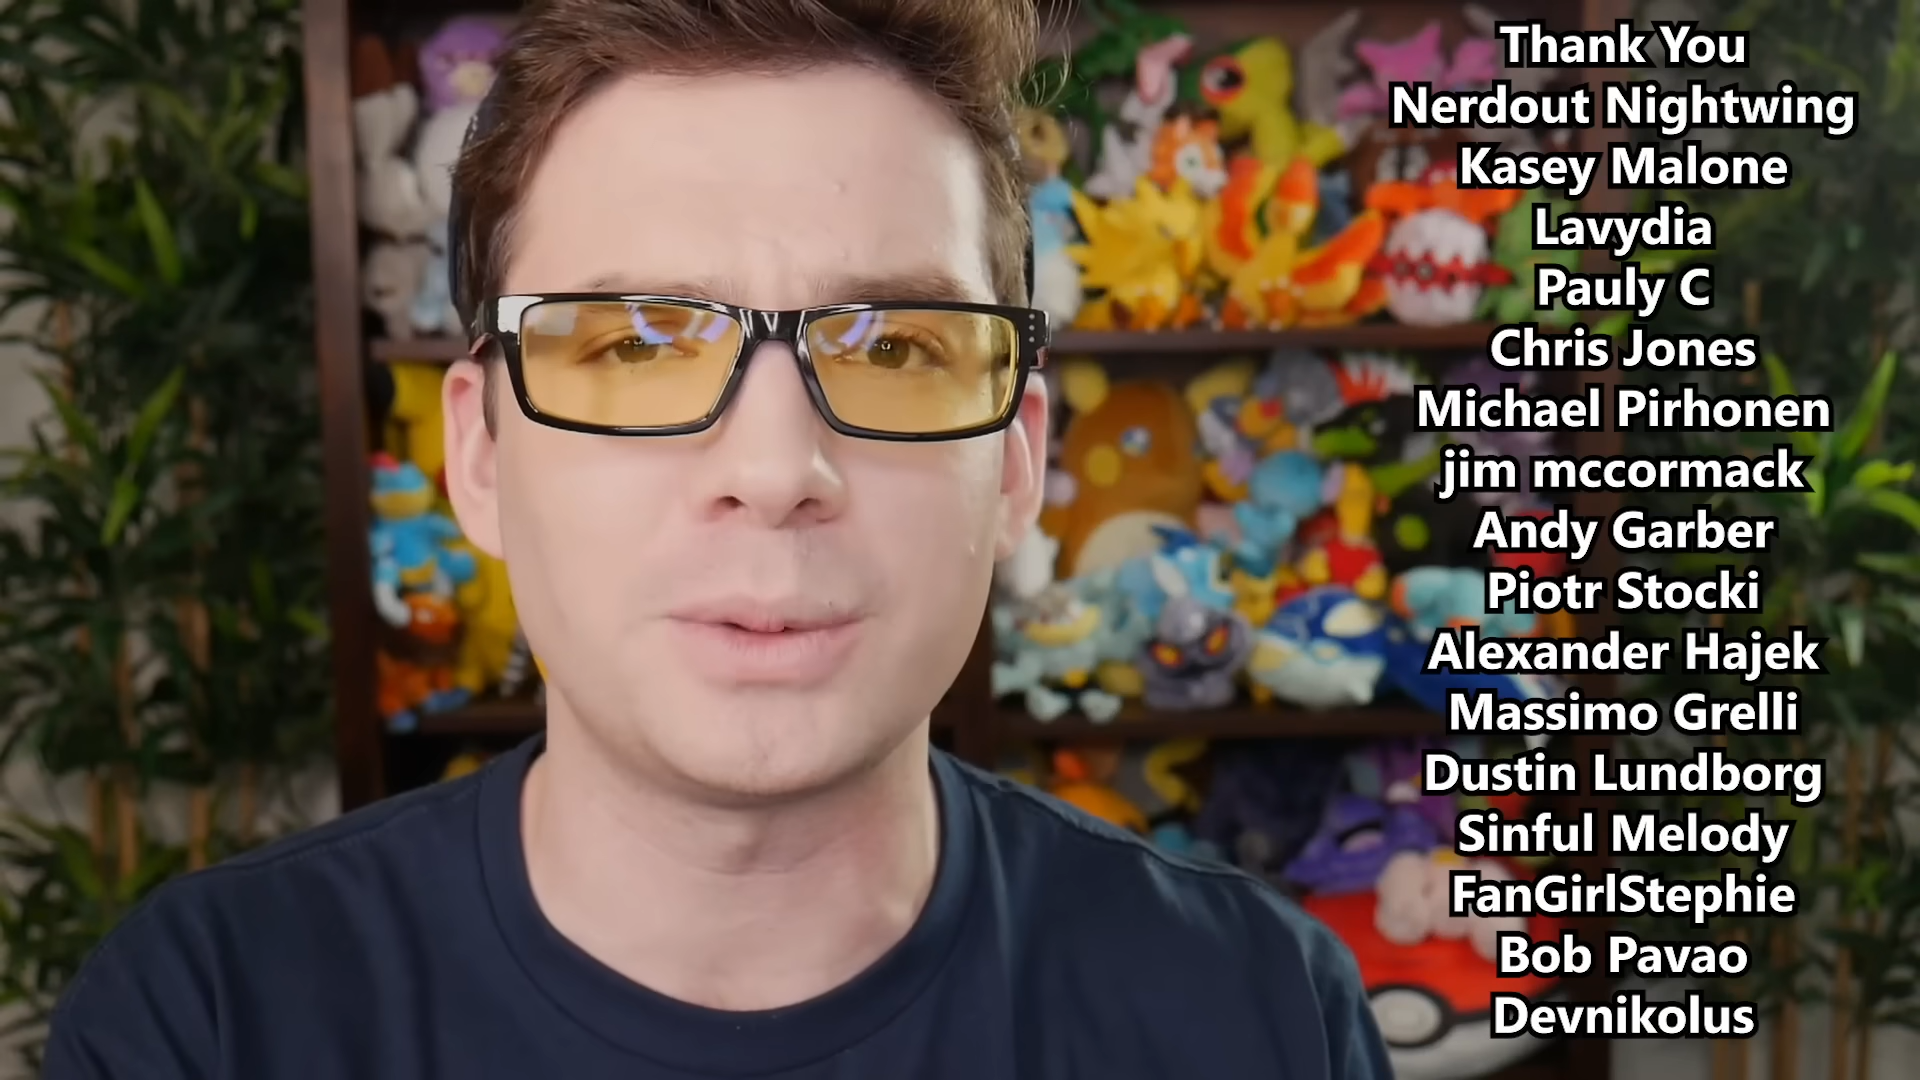 Thank You
Nerdout Nightwing
Kasey Malone
Lavydia
Pauly C
Chris Jones
Michael Pirhonen
jim mccormack
Andy Garber
Piotr Stocki
Alexander Hajek
Massimo Grelli
Dustin Lundborg
Sinful Melody
FanGirlStephie
Bob Pavao
Devnikolus